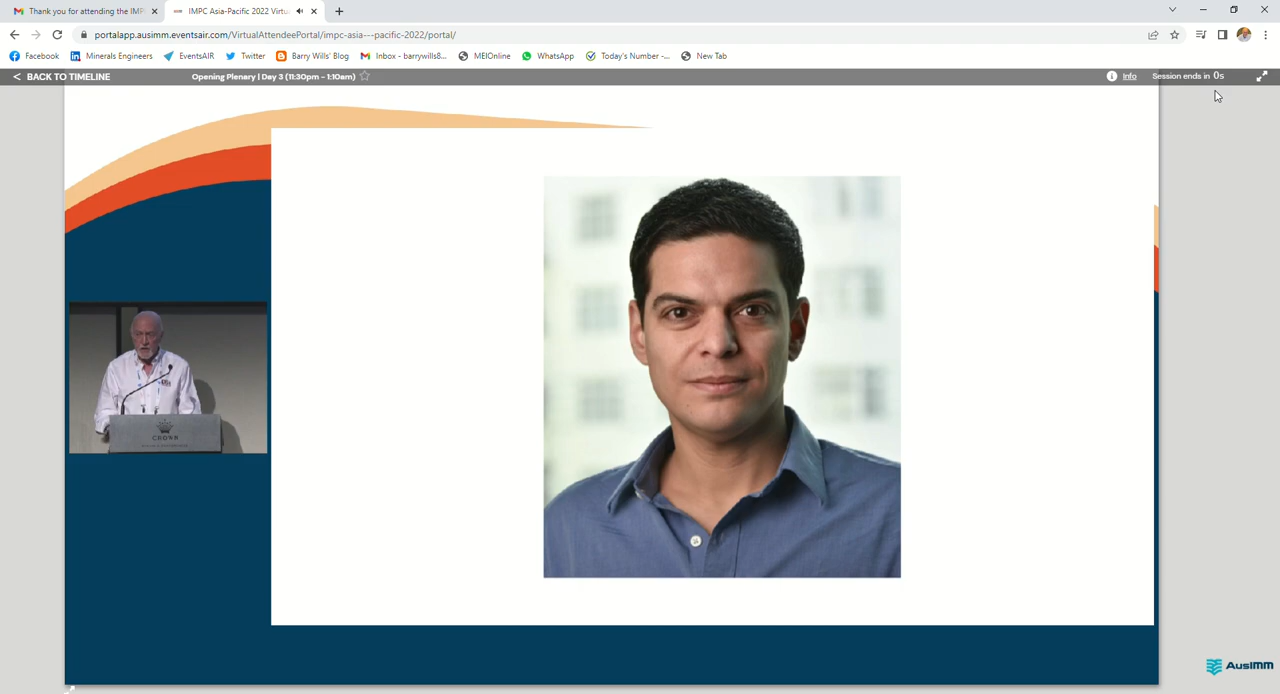 Thank you for attending the IMP
IMPC Asia-Pacific 2022 Virtu
portalapp.ausimm.eventsair.com/VirtualAttendeePortal/impc-asia---pacific-2022/portal/
Facebook
Minerals Engineers
EventsAIR
Twitter
Barry Wills' Blog
Inbox - barrywills8...
MEIOnline
WhatsApp
Today's Number -...
New Tab
< BACK TO TIMELINE
Opening Plenary | Day 3 (11:30pm - 1:10am)
Info
Session ends in 0s
CROWN
AusIMM